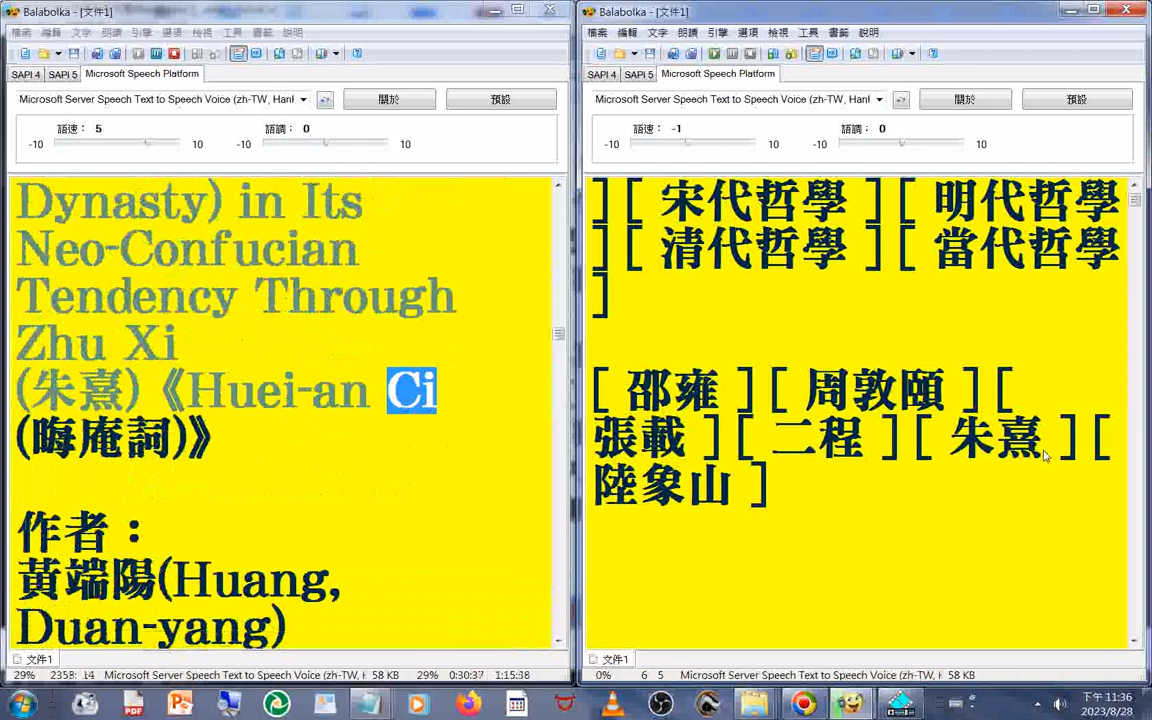 Balabolka - [文件1]
檔案 編輯 文字 朗讀 引擎 選項 檢視 工具 書籤 說明
SAPI 4 SAPI 5 Microsoft Speech Platform
Microsoft Server Speech Text to Speech Voice (zh-TW, Hanl
關於
預設
語速： 5
語調： 0
-10 10 -10 10
Dynasty) in Its
Neo-Confucian
Tendency Through
Zhu Xi
(朱熹)《Huei-an Ci
(晦庵詞)》
作者：
黃端陽(Huang,
Duan-yang)
文件1
29% 2358: 14 Microsoft Server Speech Text to Speech Voice (zh-TW, H 58 KB 29% 0:30:37 1:15:38
Balabolka - [文件1]
檔案 編輯 文字 朗讀 引擎 選項 檢視 工具 書籤 說明
SAPI 4 SAPI 5 Microsoft Speech Platform
Microsoft Server Speech Text to Speech Voice (zh-TW, Hanl
關於
預設
語速： -1
語調： 0
-10 10 -10 10
][ 宋代哲學 ][ 明代哲學
][ 清代哲學 ][ 當代哲學
]
[ 邵雍 ][ 周敦頤 ][
張載 ][ 二程 ][ 朱熹 ][
陸象山 ]
文件1
0% 6 5 Microsoft Server Speech Text to Speech Voice (zh-TW, H 58 KB
下午 11:36
2023/8/28